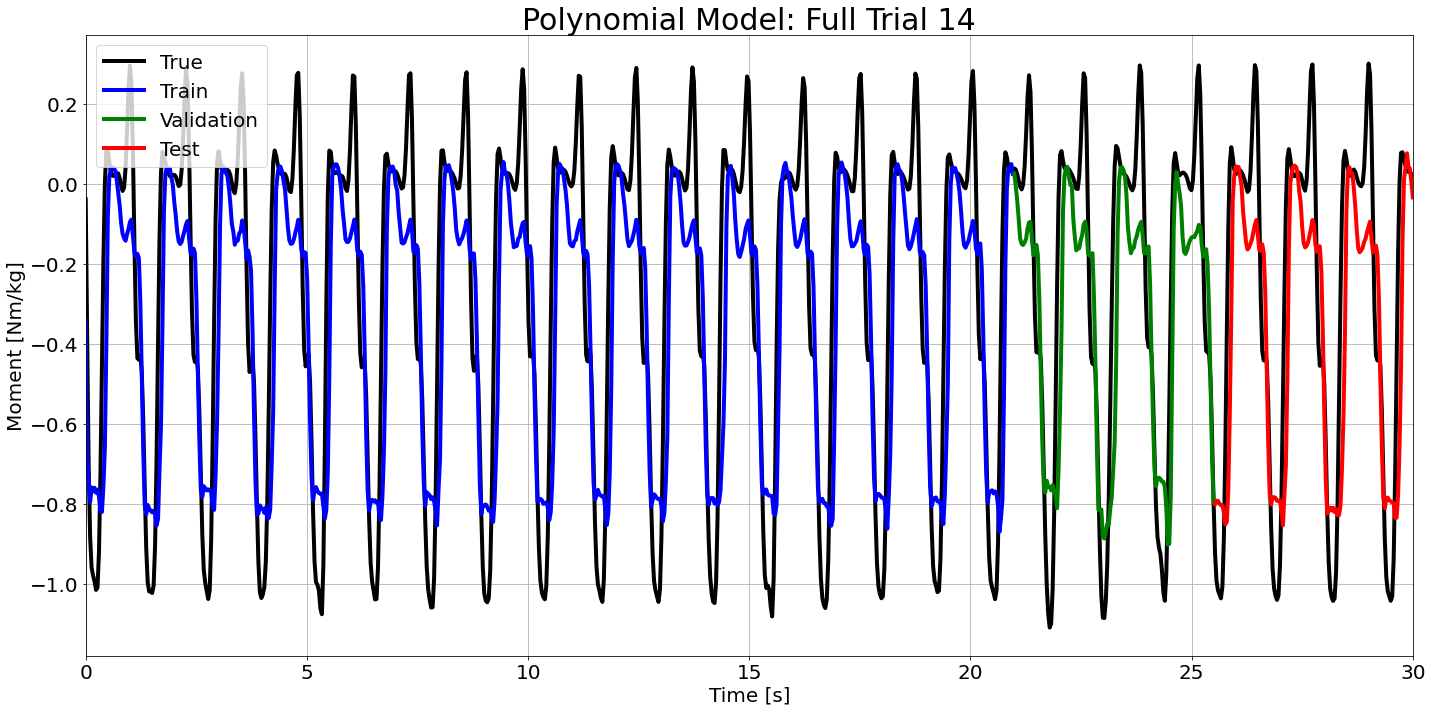 Polynomial Model: Full Trial 14
True
Train
Validation
Test
0.2
0.0
−0.2
−0.4
−0.6
−0.8
−1.0
Moment [Nm/kg]
0 5 10 15 20 25 30
Time [s]